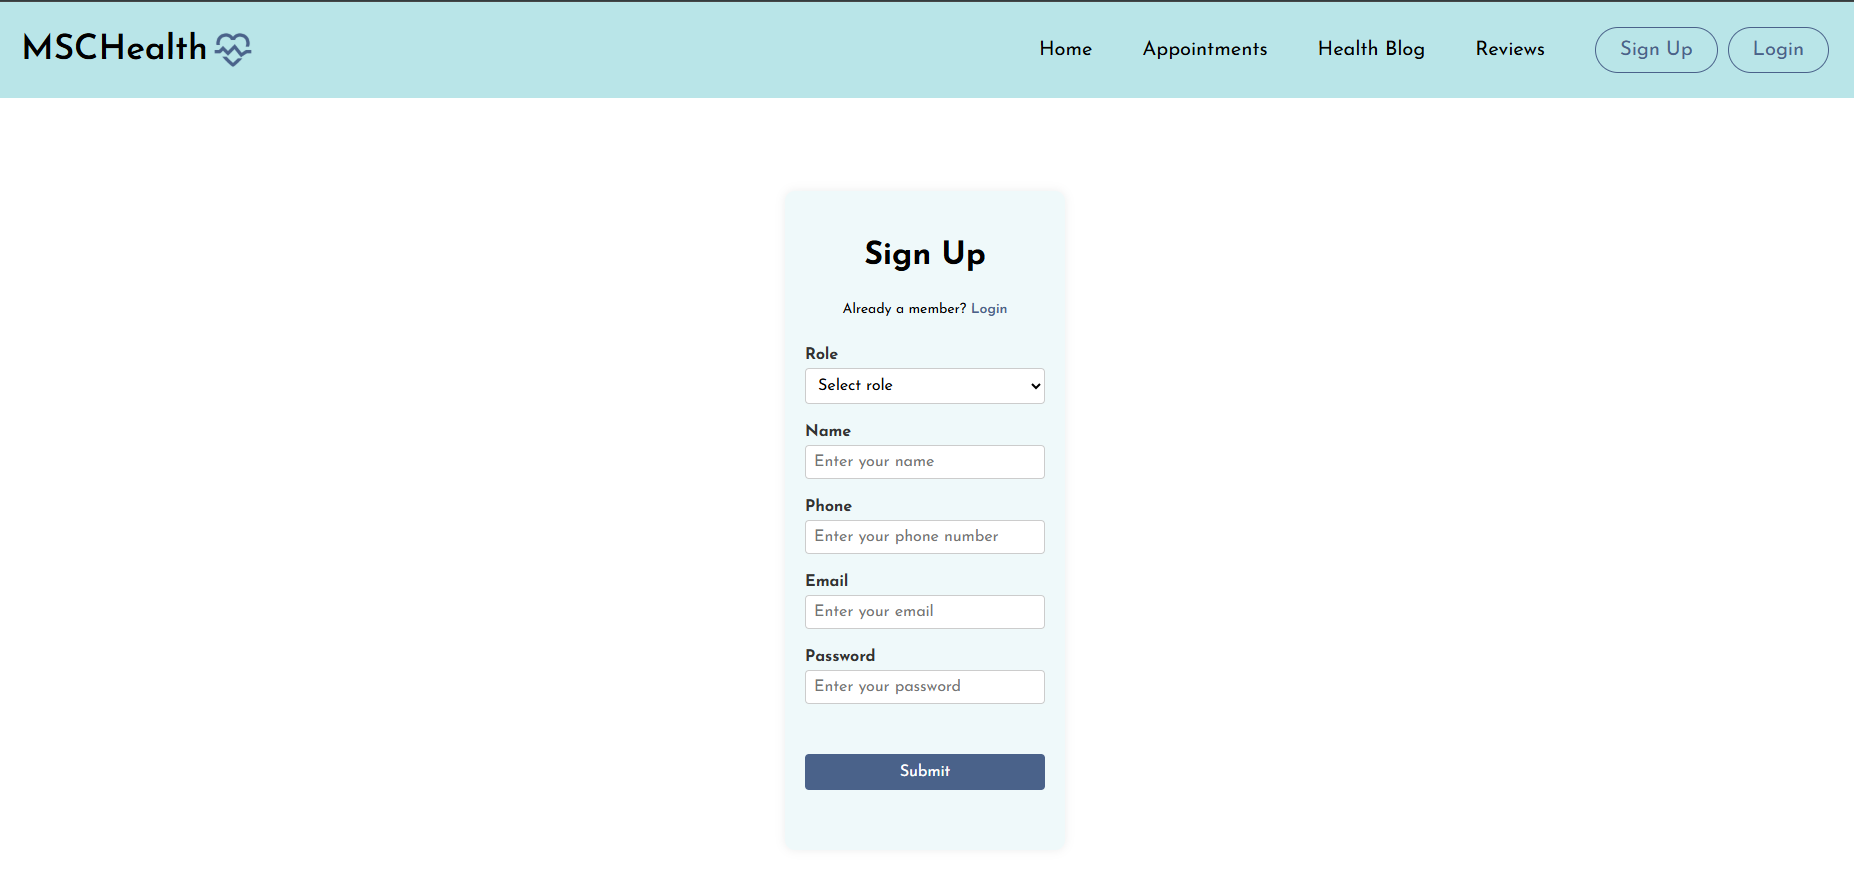 MSCHealth
Home Appointments Health Blog Reviews Sign Up Login
Sign Up
Already a member? Login
Role
Select role
Name
Enter your name
Phone
Enter your phone number
Email
Enter your email
Password
Enter your password
Submit